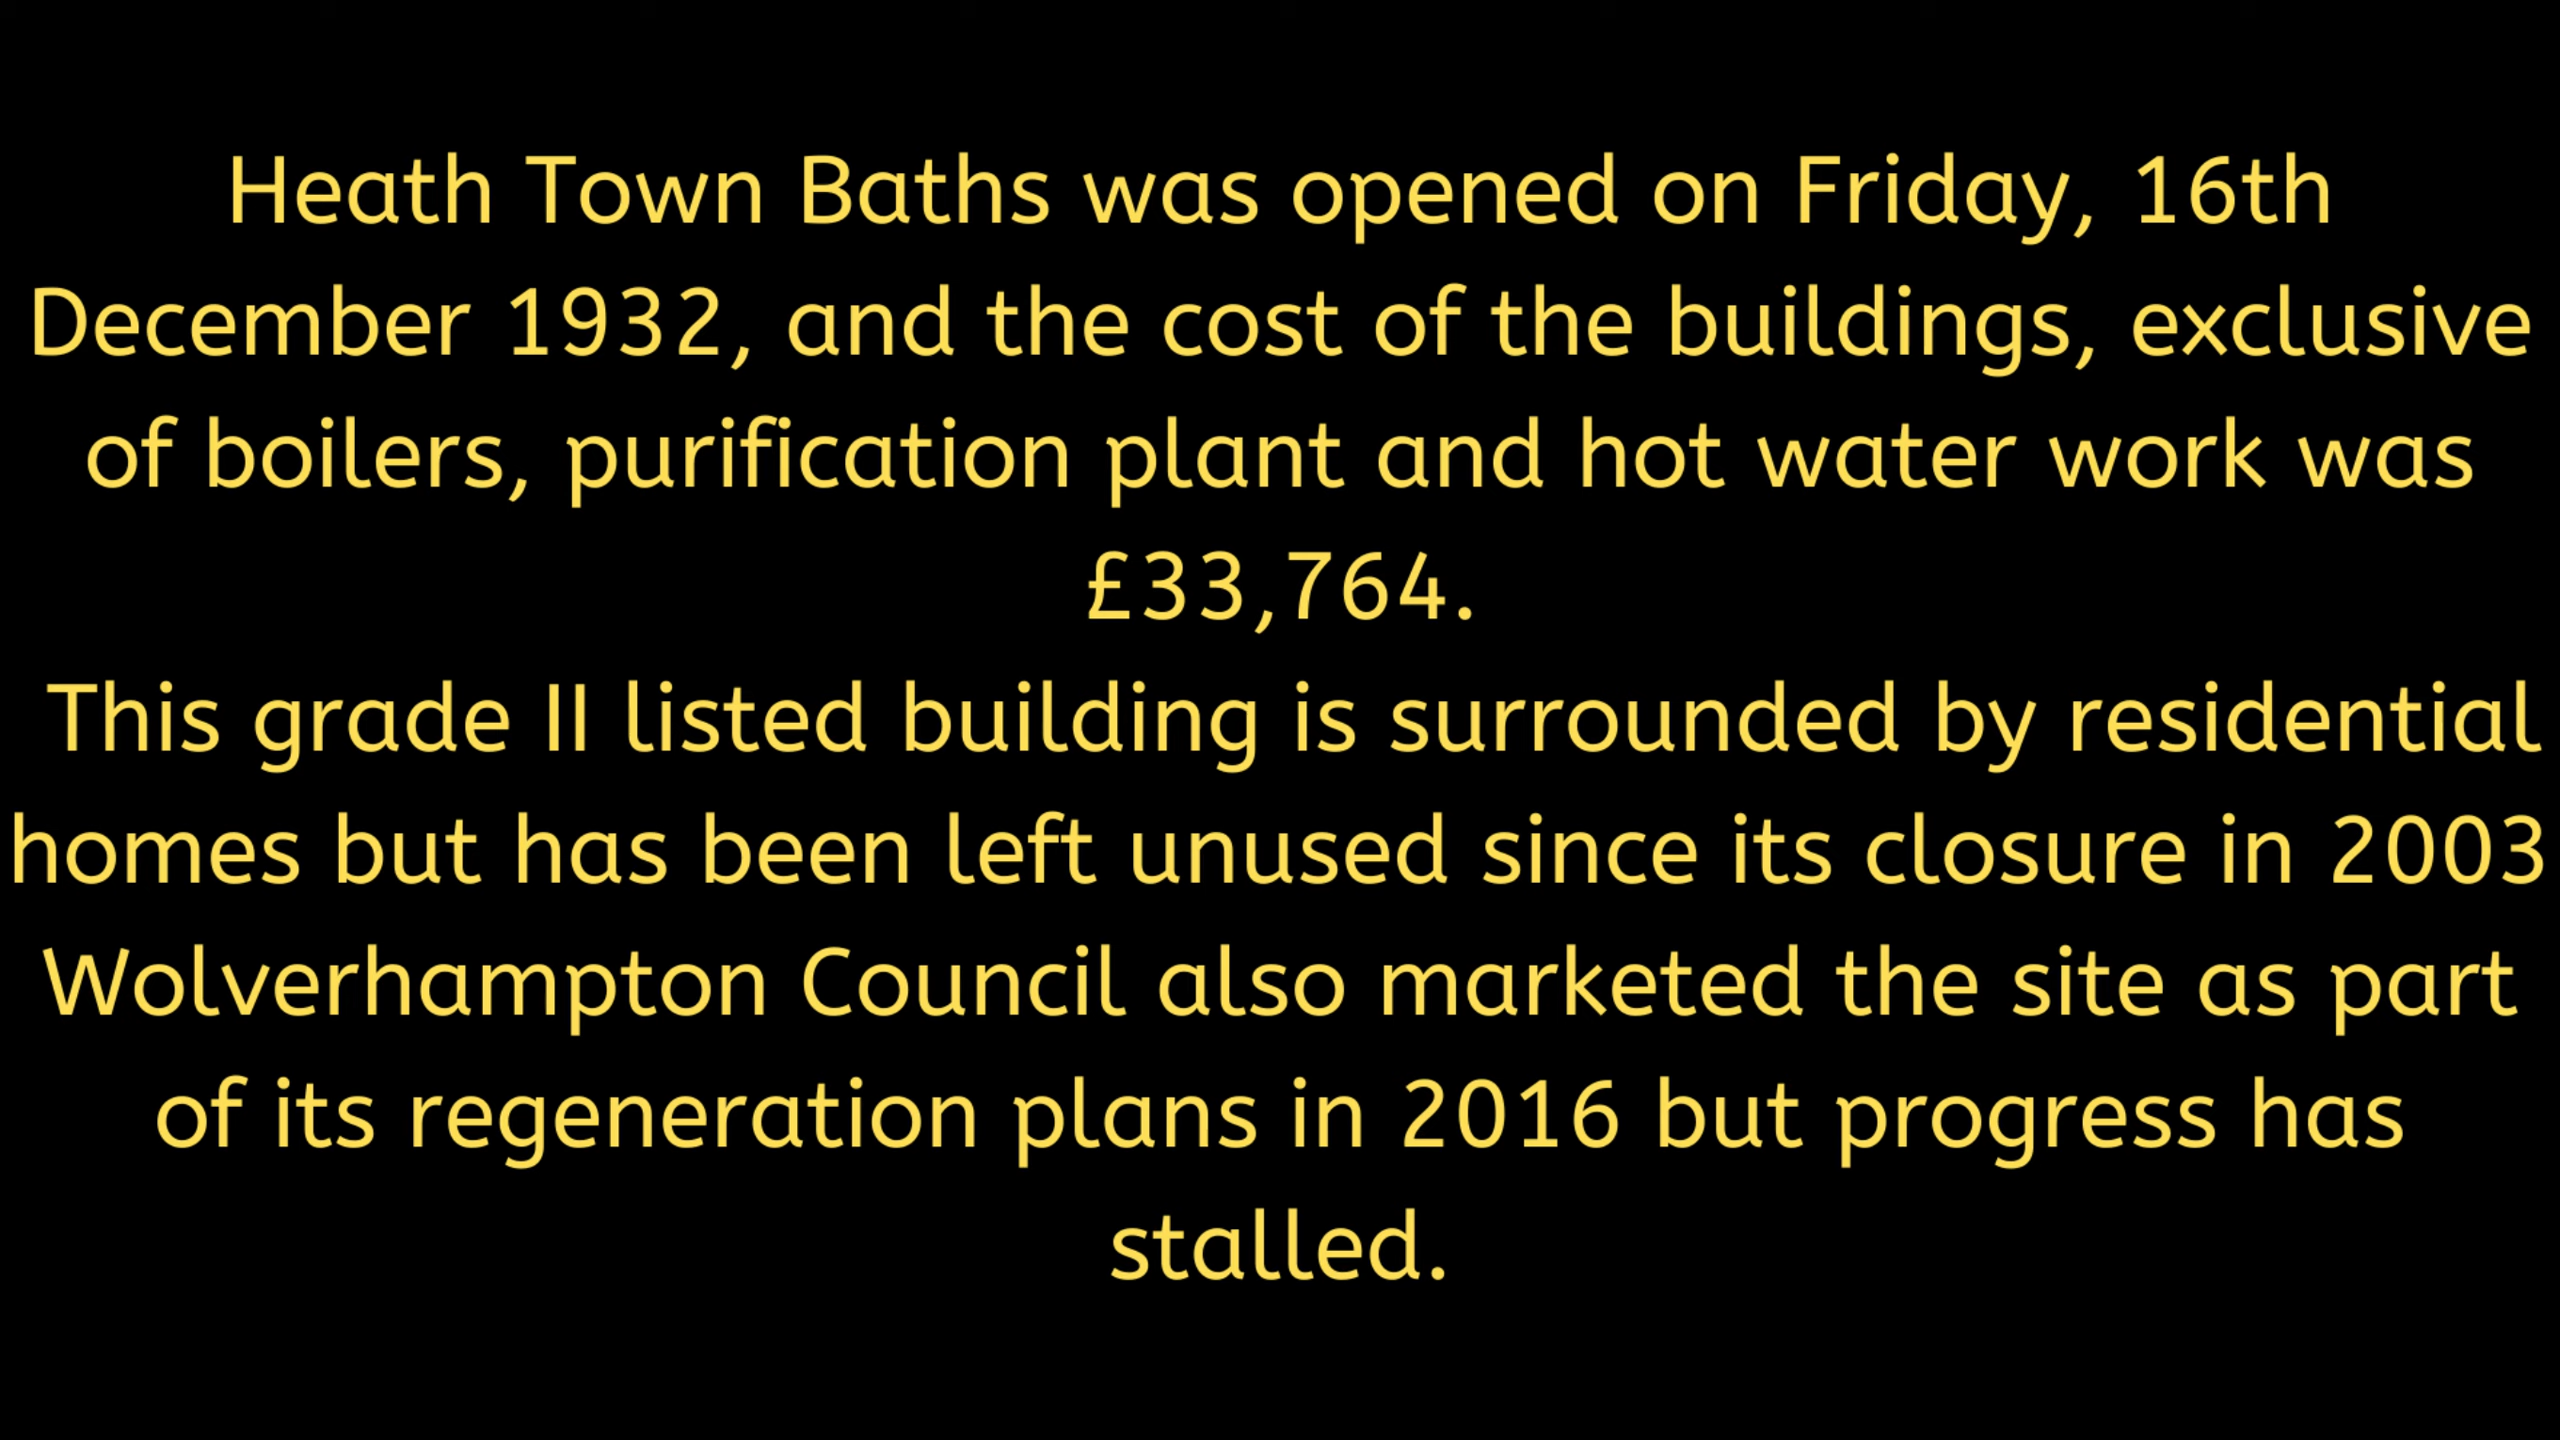 Heath Town Baths was opened on Friday, 16th
December 1932, and the cost of the buildings, exclusive
of boilers, purification plant and hot water work was
£33,764.
This grade II listed building is surrounded by residential
homes but has been left unused since its closure in 2003
Wolverhampton Council also marketed the site as part
of its regeneration plans in 2016 but progress has
stalled.